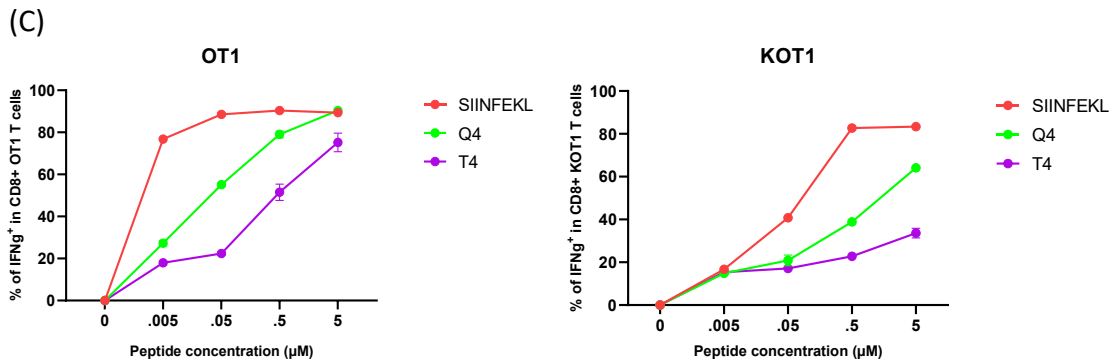 (C)
OT1
% of IFNg+ in CD8+ OT1 T cells
100
80
60
40
20
0
0 .005 .05 .5 5
Peptide concentration (µM)
SIINFEKL
Q4
T4
KOT1
% of IFNg+ in CD8+ KOT1 T cells
100
80
60
40
20
0
0 .005 .05 .5 5
Peptide concentration (µM)
SIINFEKL
Q4
T4